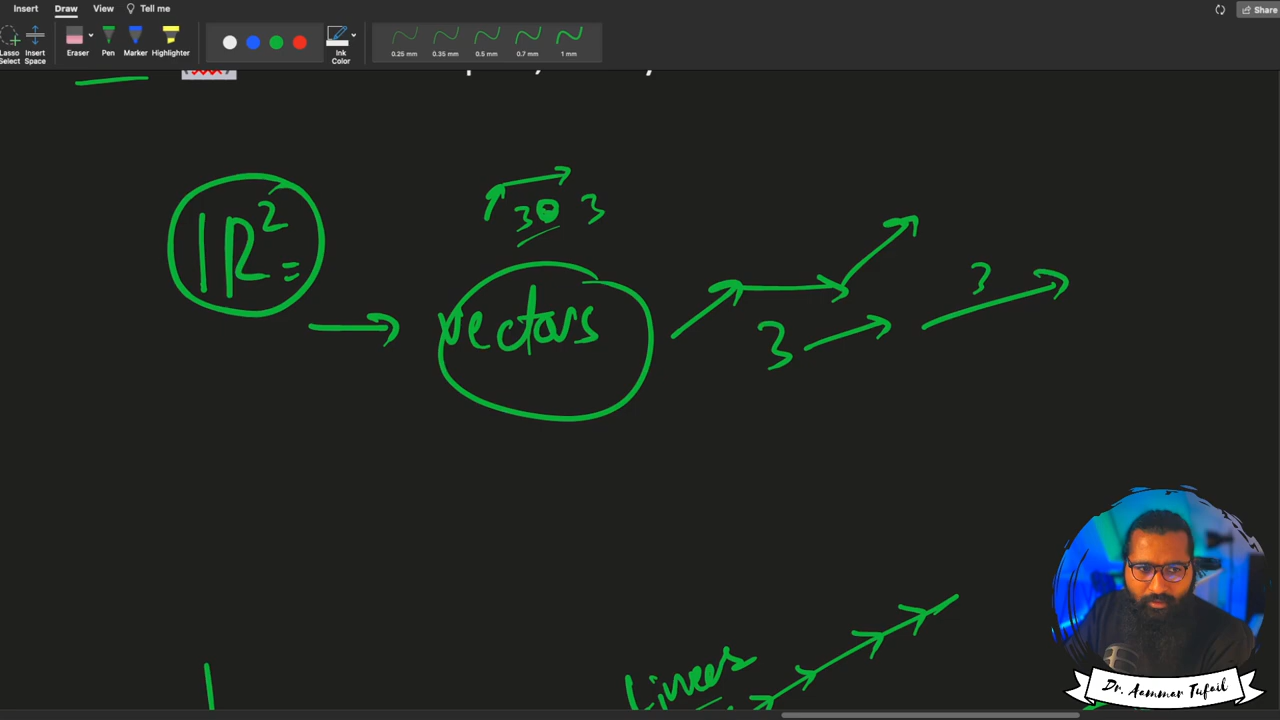 Insert Draw View Tell me
Share
Lasso Select
Insert Space
Eraser
Pen
Marker
Highlighter
Ink Color
0.25 mm
0.35 mm
0.5 mm
0.7 mm
1 mm
3 3
ℝ²
vectors
3
3
Linees
Dr. Aammar Tufail